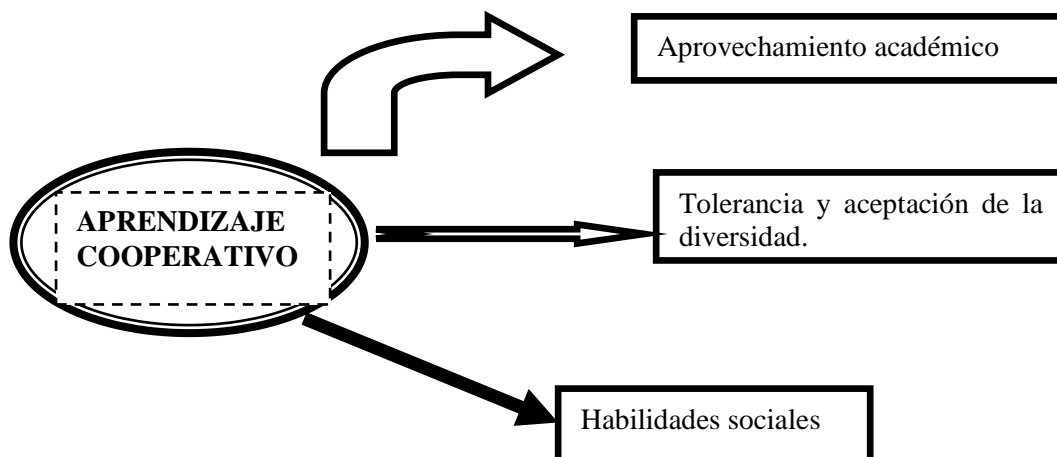 Aprovechamiento académico
APRENDIZAJE
COOPERATIVO
Tolerancia y aceptación de la
diversidad.
Habilidades sociales